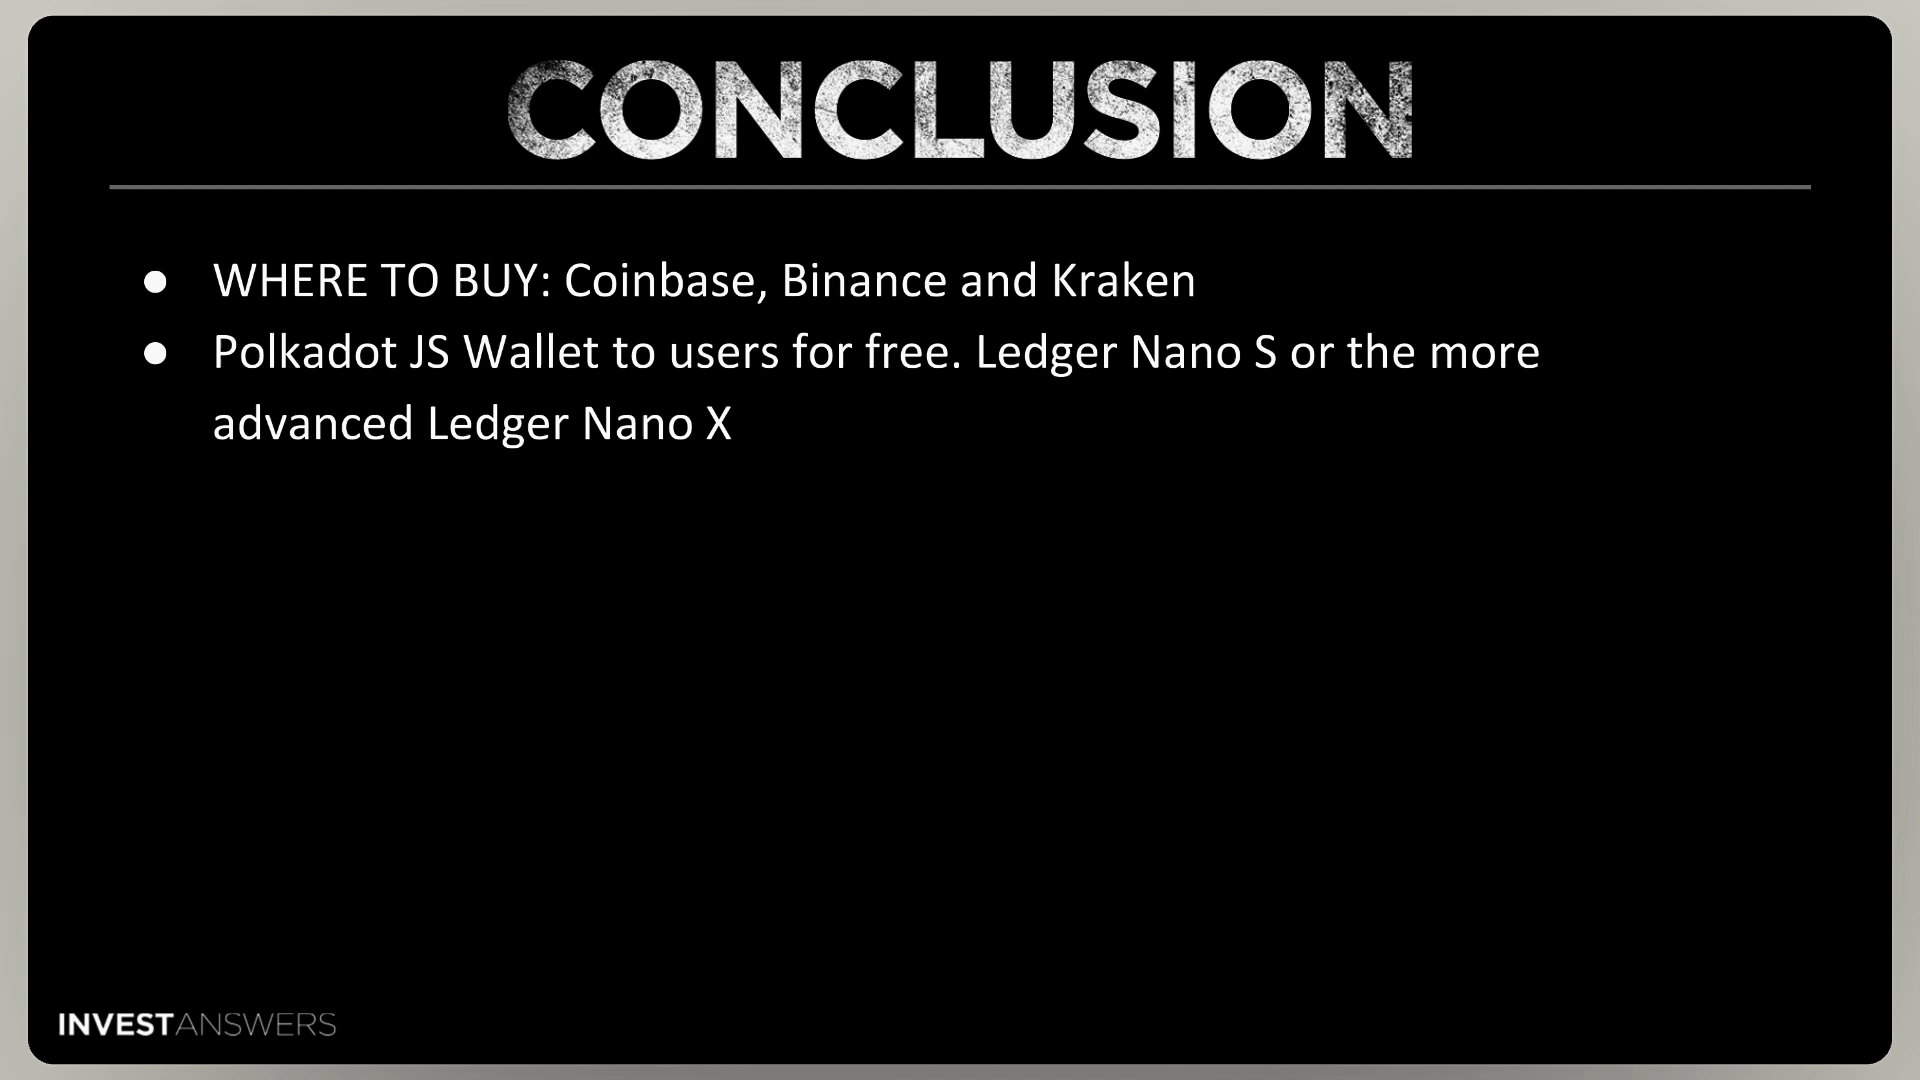 CONCLUSION
● WHERE TO BUY: Coinbase, Binance and Kraken
● Polkadot JS Wallet to users for free. Ledger Nano S or the more
advanced Ledger Nano X
INVESTANSWERS